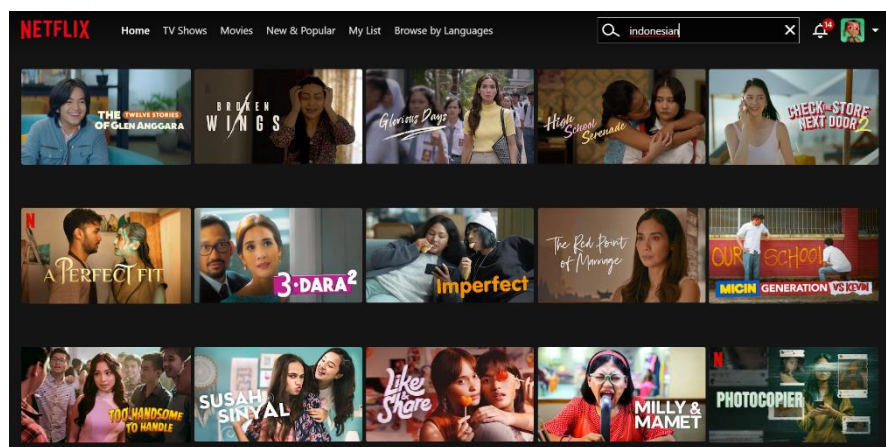 NETFLIX Home TV Shows Movies New & Popular My List Browse by Languages indonesian 14
THE TWELVE STORIES
OF GLEN ANGGARA
BROKEN
WINGS
Glorious Days
High
School
Serenade
CHECK THE STORE
NEXT DOOR 2
N
A PERFECT FIT
3•DARA2
Imperfect
The Red Point
of Marriage
OUR SCHOOL
MICIN GENERATION VS KEVIN
TOO HANDSOME
TO HANDLE
SUSAH
SINYAL
Like
&
Share
MILLY &
MAMET
N
PHOTOCOPIER